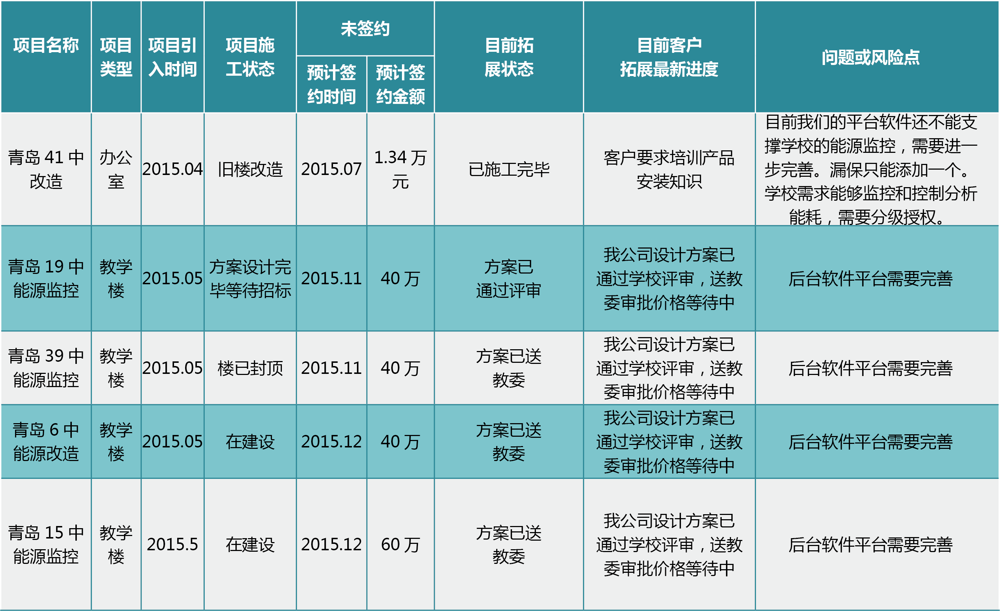 项目名称
项目
类型
项目引
入时间
项目施
工状态
未签约
预计签
约时间
预计签
约金额
目前拓
展状态
目前客户
拓展最新进度
问题或风险点
青岛 41 中
改造
办公
室
2015.04
旧楼改造
2015.07
1.34 万
元
已施工完毕
客户要求培训产品
安装知识
目前我们的平台软件还不能支
撑学校的能源监控，需要进一
步完善。漏保只能添加一个。
学校需求能够监控和控制分析
能耗，需要分级授权。
青岛 19 中
能源监控
教学
楼
2015.05
方案设计完
毕等待招标
2015.11
40 万
方案已
通过评审
我公司设计方案已
通过学校评审，送教
委审批价格等待中
后台软件平台需要完善
青岛 39 中
能源监控
教学
楼
2015.05
楼已封顶
2015.11
40 万
方案已送
教委
我公司设计方案已
通过学校评审，送教
委审批价格等待中
后台软件平台需要完善
青岛 6 中
能源改造
教学
楼
2015.05
在建设
2015.12
40 万
方案已送
教委
我公司设计方案已
通过学校评审，送教
委审批价格等待中
后台软件平台需要完善
青岛 15 中
能源监控
教学
楼
2015.5
在建设
2015.12
60 万
方案已送
教委
我公司设计方案已
通过学校评审，送教
委审批价格等待中
后台软件平台需要完善